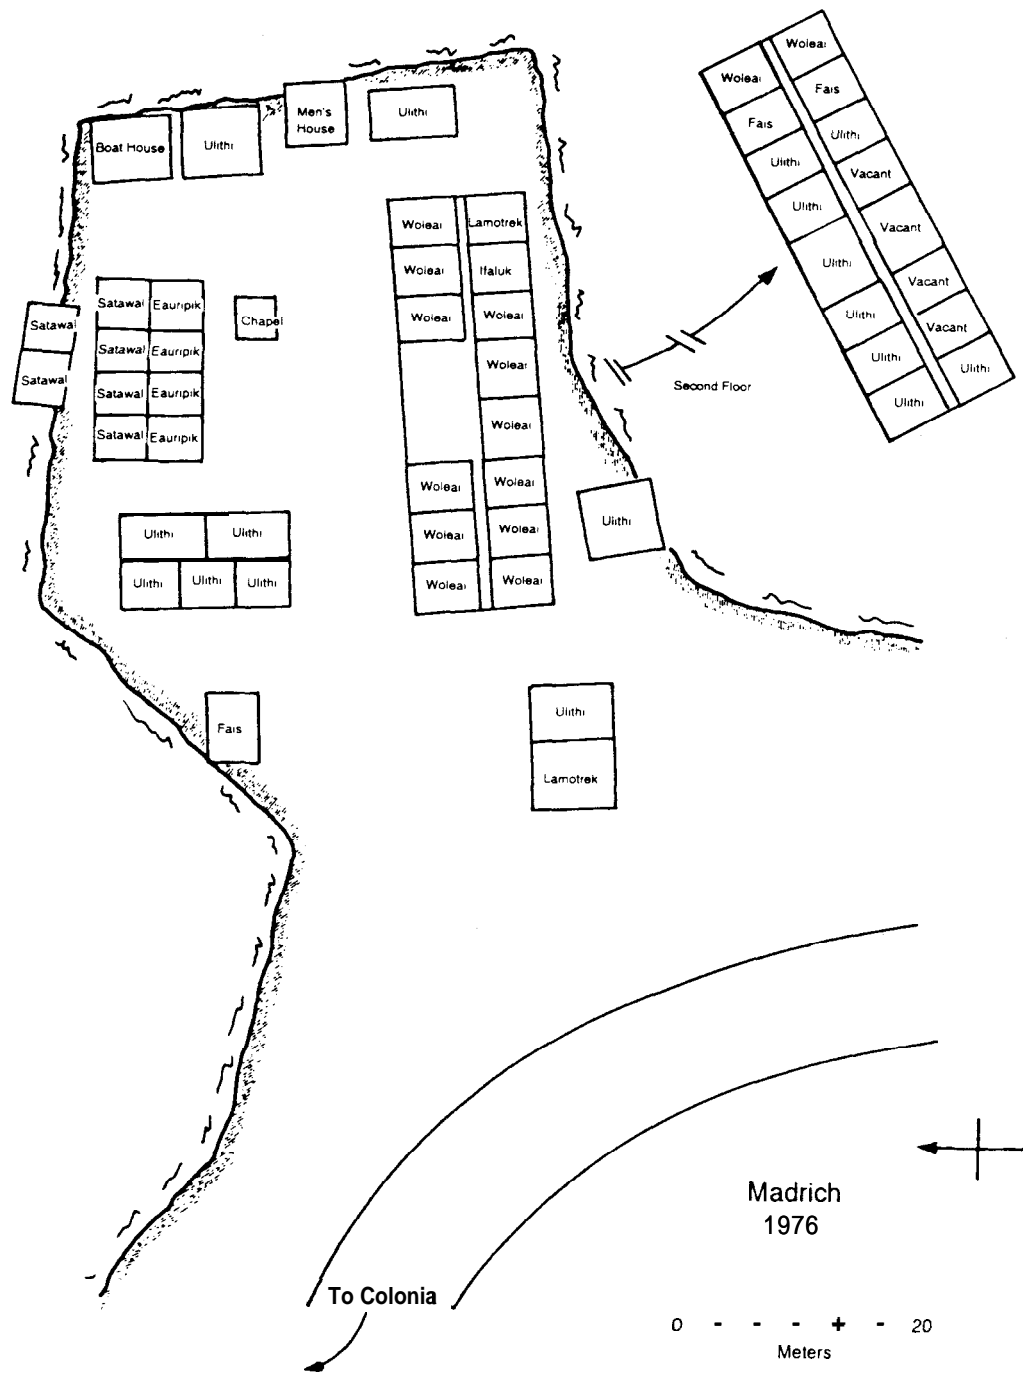 Woleai
Woleai
Fais
Fais
Ulithi
Ulithi
Vacant
Ulithi
Vacant
Ulithi
Vacant
Ulithi
Vacant
Ulithi
Ulithi
Ulithi
Second Floor
Boat House
Ulithi
Men's
House
Ulithi
Woleai
Lamotrek
Woleai
Ifaluk
Woleai
Woleai
Woleai
Woleai
Woleai
Woleai
Woleai
Woleai
Woleai
Woleai
Satawal
Satawal
Satawal
Eauripik
Satawal
Eauripik
Satawal
Eauripik
Satawal
Eauripik
Chapel
Ulithi
Ulithi
Ulithi
Ulithi
Ulithi
Ulithi
Fais
Ulithi
Lamotrek
Madrich
1976
To Colonia
0 - - - + - 20
Meters